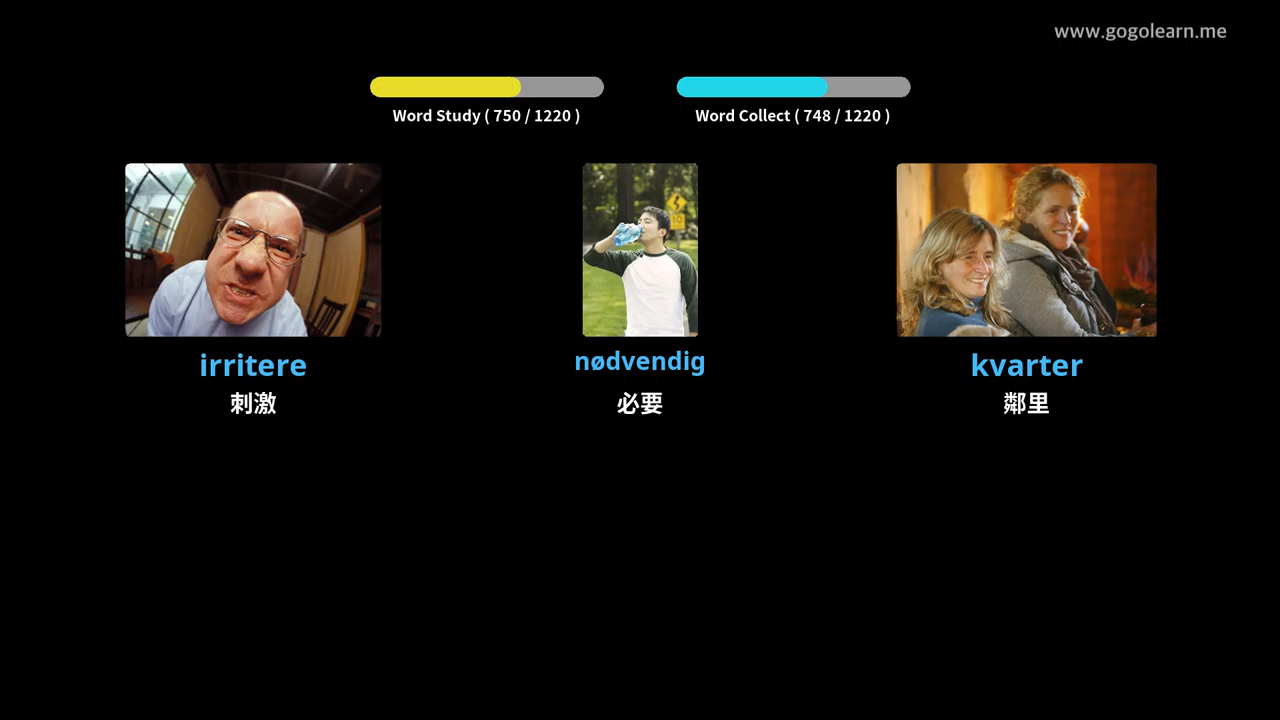 www.gogolearn.me
Word Study ( 750 / 1220 )
Word Collect ( 748 / 1220 )
irritere
nødvendig
kvarter
刺激
必要
鄰里